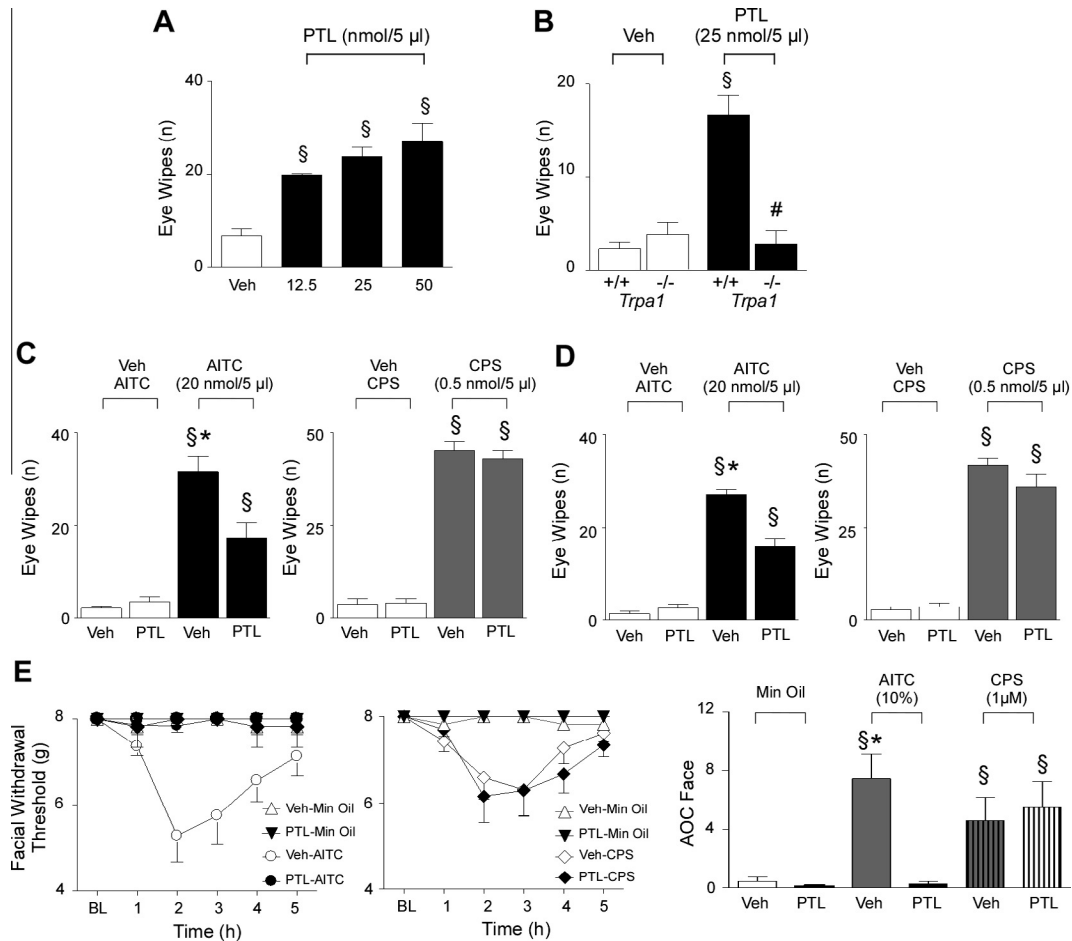 A
PTL (nmol/5 µl)
Eye Wipes (n)
40
20
0
§ § §
Veh 12.5 25 50
B
Veh
PTL
(25 nmol/5 µl)
Eye Wipes (n)
20
10
0
§
#
+/+ -/- +/+ -/-
Trpa1 Trpa1
C
Veh
AITC
AITC
(20 nmol/5 µl)
Eye Wipes (n)
40
20
0
§*
§
Veh PTL Veh PTL
Veh
CPS
CPS
(0.5 nmol/5 µl)
Eye Wipes (n)
50
25
0
§ §
Veh PTL Veh PTL
D
Veh
AITC
AITC
(20 nmol/5 µl)
Eye Wipes (n)
40
20
0
§*
§
Veh PTL Veh PTL
Veh
CPS
CPS
(0.5 nmol/5 µl)
Eye Wipes (n)
50
25
0
§
§
Veh PTL Veh PTL
E
Facial Withdrawal
Threshold (g)
8
6
4
Veh-Min Oil
PTL-Min Oil
Veh-AITC
PTL-AITC
BL 1 2 3 4 5
Time (h)
8
6
4
Veh-Min Oil
PTL-Min Oil
Veh-CPS
PTL-CPS
BL 1 2 3 4 5
Time (h)
Min Oil
AITC
(10%)
CPS
(1µM)
AOC Face
12
8
4
0
§*
§
§
Veh PTL Veh PTL Veh PTL